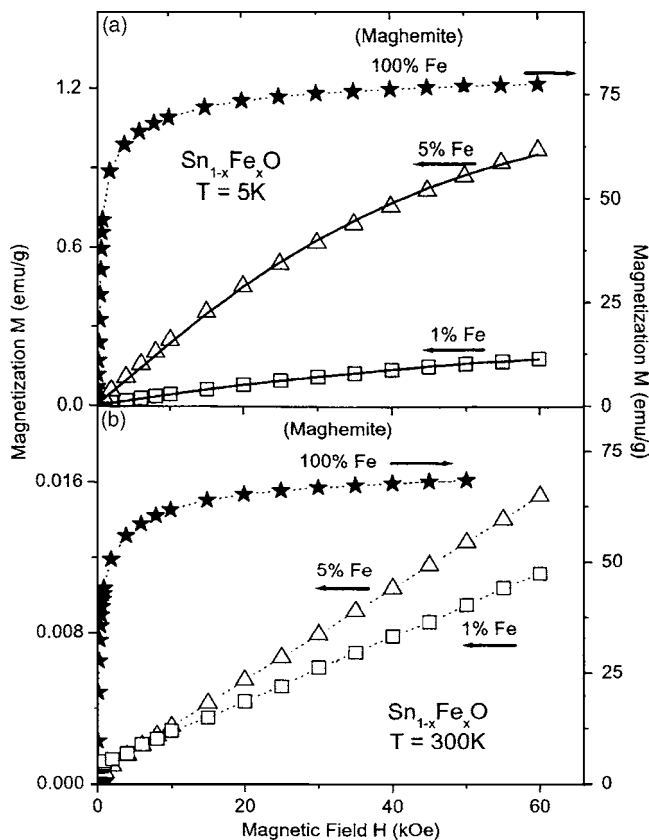 (a)
(Maghemite)
100% Fe
1.2
75
5% Fe
Sn1-xFexO
T = 5K
50
0.6
25
1% Fe
0.0
0
Magnetization M (emu/g)
Magnetization M (emu/g)
(b)
(Maghemite)
75
100% Fe
0.016
50
5% Fe
0.008
1% Fe
25
Sn1-xFexO
T = 300K
0.000
0
0
20
40
60
Magnetic Field H (kOe)